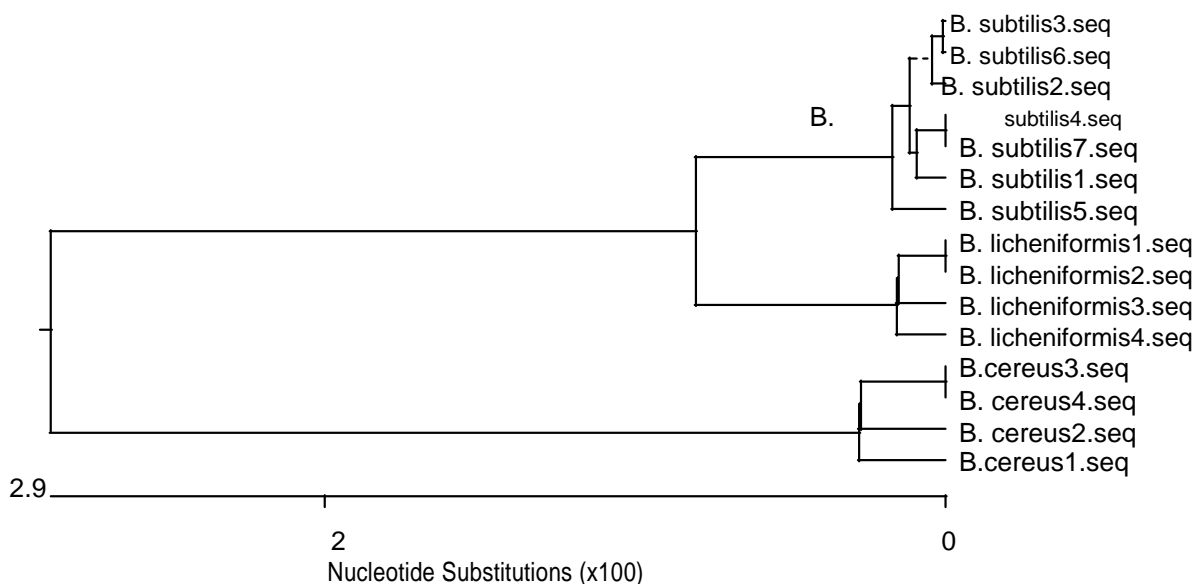 B. subtilis3.seq
B. subtilis6.seq
B. subtilis2.seq
B. subtilis4.seq
B. subtilis7.seq
B. subtilis1.seq
B. subtilis5.seq
B. licheniformis1.seq
B. licheniformis2.seq
B. licheniformis3.seq
B. licheniformis4.seq
B.cereus3.seq
B. cereus4.seq
B. cereus2.seq
B.cereus1.seq
2.9
2 0
Nucleotide Substitutions (x100)